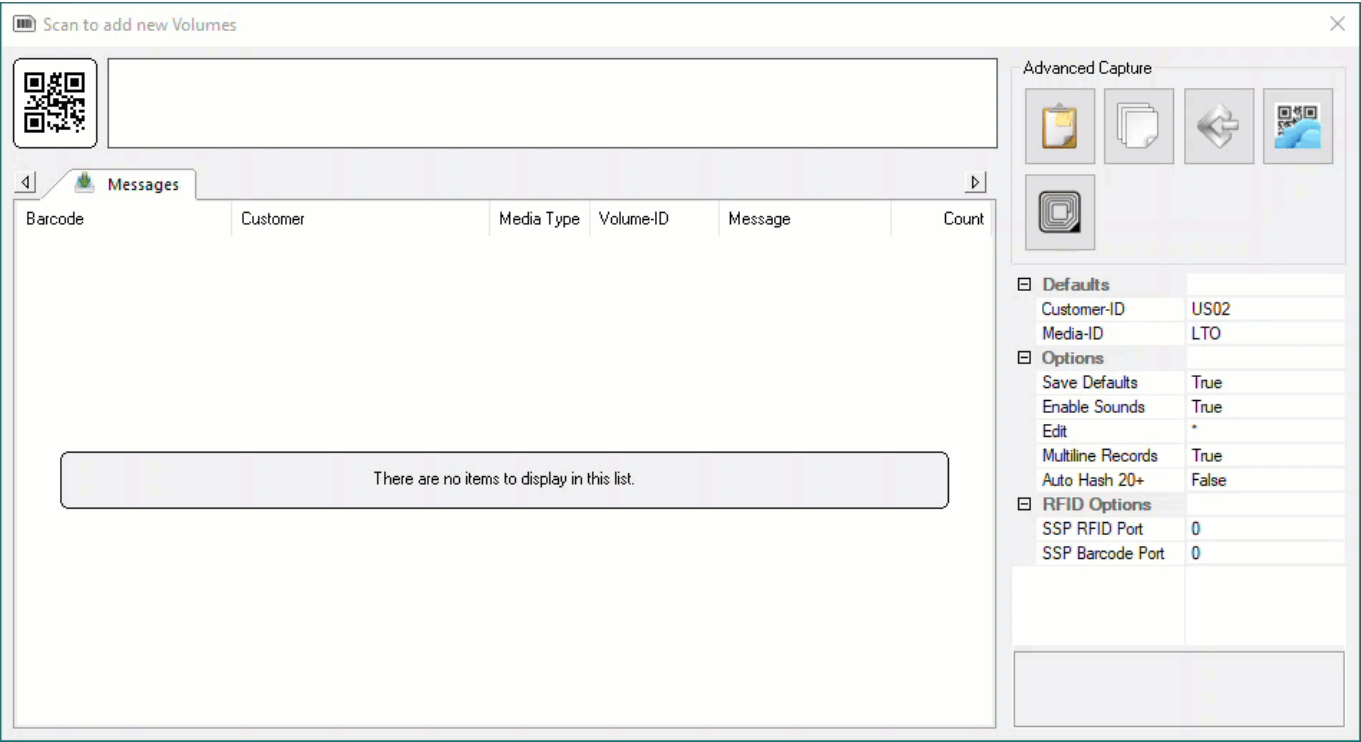 Scan to add new Volumes
Advanced Capture
Messages
Barcode Customer Media Type Volume-ID Message Count
There are no items to display in this list.
Defaults
Customer-ID US02
Media-ID LTO
Options
Save Defaults True
Enable Sounds True
Edit *
Multiline Records True
Auto Hash 20+ False
RFID Options
SSP RFID Port 0
SSP Barcode Port 0